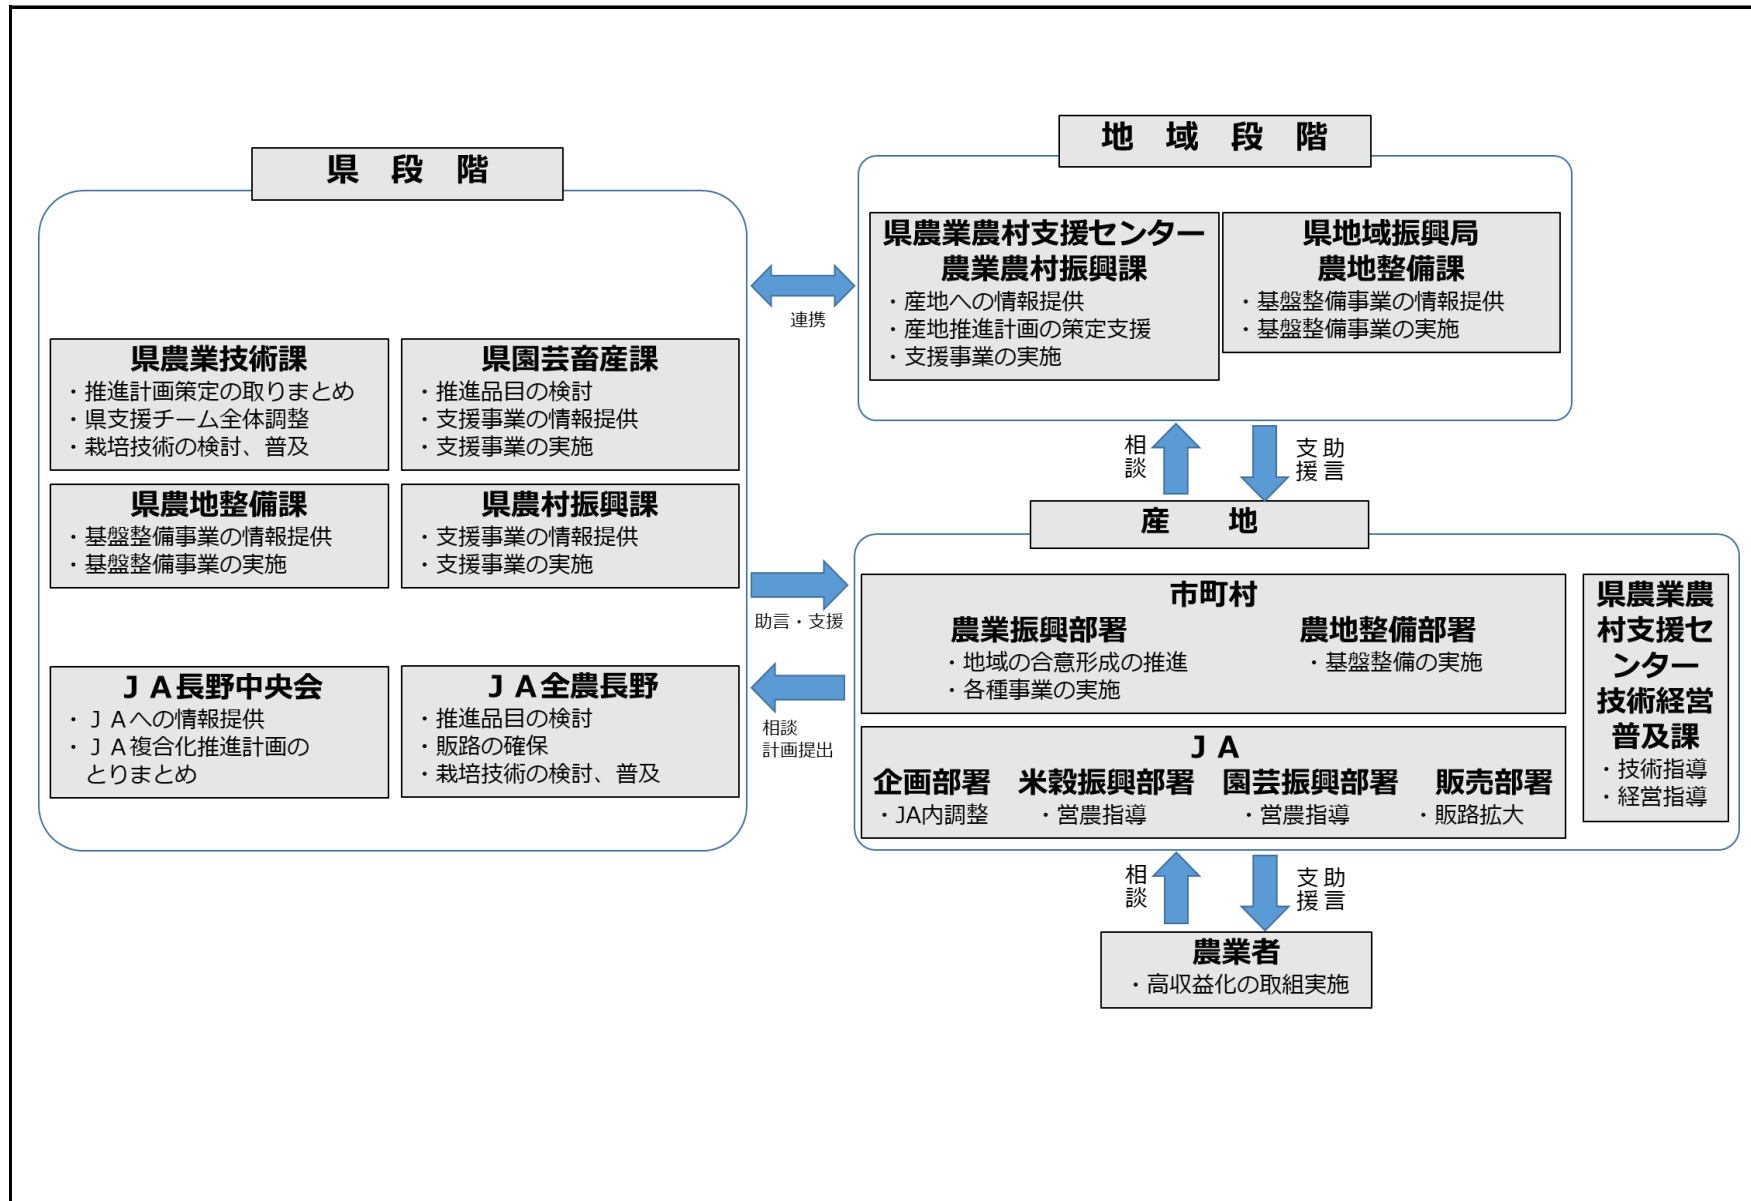 県　段　階
県農業技術課
・推進計画策定の取りまとめ
・県支援チーム全体調整
・栽培技術の検討、普及
県園芸畜産課
・推進品目の検討
・支援事業の情報提供
・支援事業の実施
県農地整備課
・基盤整備事業の情報提供
・基盤整備事業の実施
県農村振興課
・支援事業の情報提供
・支援事業の実施
ＪＡ長野中央会
・ＪＡへの情報提供
・ＪＡ複合化推進計画の
とりまとめ
ＪＡ全農長野
・推進品目の検討
・販路の確保
・栽培技術の検討、普及
連携
助言・支援
相談
計画提出
地　域　段　階
県農業農村支援センター
農業農村振興課
・産地への情報提供
・産地推進計画の策定支援
・支援事業の実施
県地域振興局
農地整備課
・基盤整備事業の情報提供
・基盤整備事業の実施
相談
助言
支援
産　　地
市町村
農業振興部署
・地域の合意形成の推進
・各種事業の実施
農地整備部署
・基盤整備の実施
ＪＡ
企画部署
・JA内調整
米穀振興部署
・営農指導
園芸振興部署
・営農指導
販売部署
・販路拡大
県農業農
村支援セ
ンター
技術経営
普及課
・技術指導
・経営指導
相談
助言
支援
農業者
・高収益化の取組実施